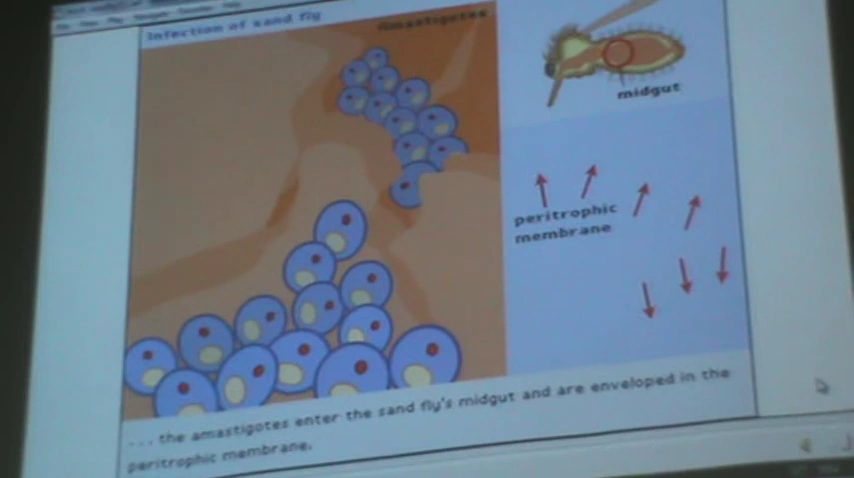 Infection of sand fly
Amastigotes
midgut
peritrophic
membrane
... the amastigotes enter the sand fly's midgut and are enveloped in the
peritrophic membrane.